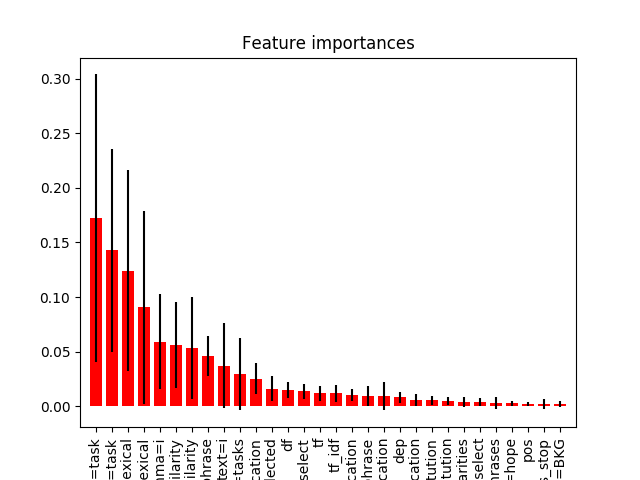 Feature importances
0.30
0.25
0.20
0.15
0.10
0.05
0.00
=task
=task
exical
exical
ma=i
ilarity
ilarity
phrase
text=i
=tasks
cation
lected
df
select
tf
tf_idf
cation
phrase
cation
dep
cation
tution
tution
arities
select
rases
=hope
pos
s_stop
=BKG